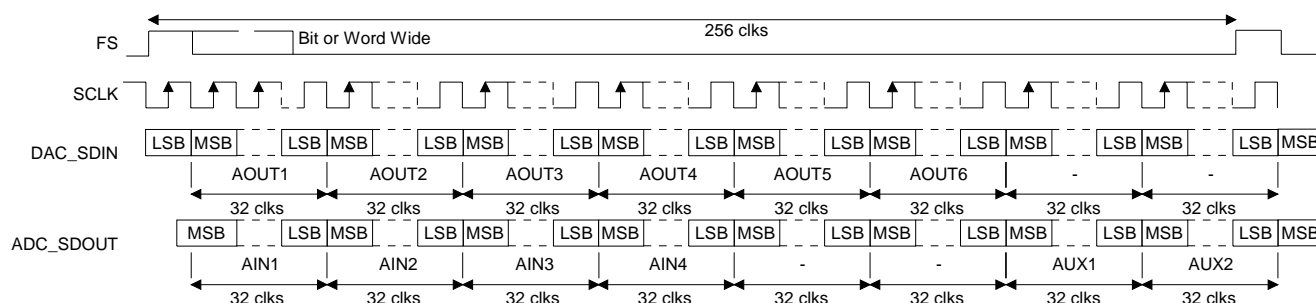 256 clks
FS
Bit or Word Wide
SCLK
DAC_SDIN
LSB MSB LSB MSB LSB MSB LSB MSB LSB MSB LSB MSB LSB MSB LSB MSB LSB MSB
AOUT1 AOUT2 AOUT3 AOUT4 AOUT5 AOUT6 - -
32 clks 32 clks 32 clks 32 clks 32 clks 32 clks 32 clks 32 clks
ADC_SDOUT
MSB LSB MSB LSB MSB LSB MSB LSB MSB LSB MSB LSB MSB LSB MSB LSB MSB
AIN1 AIN2 AIN3 AIN4 - - AUX1 AUX2
32 clks 32 clks 32 clks 32 clks 32 clks 32 clks 32 clks 32 clks